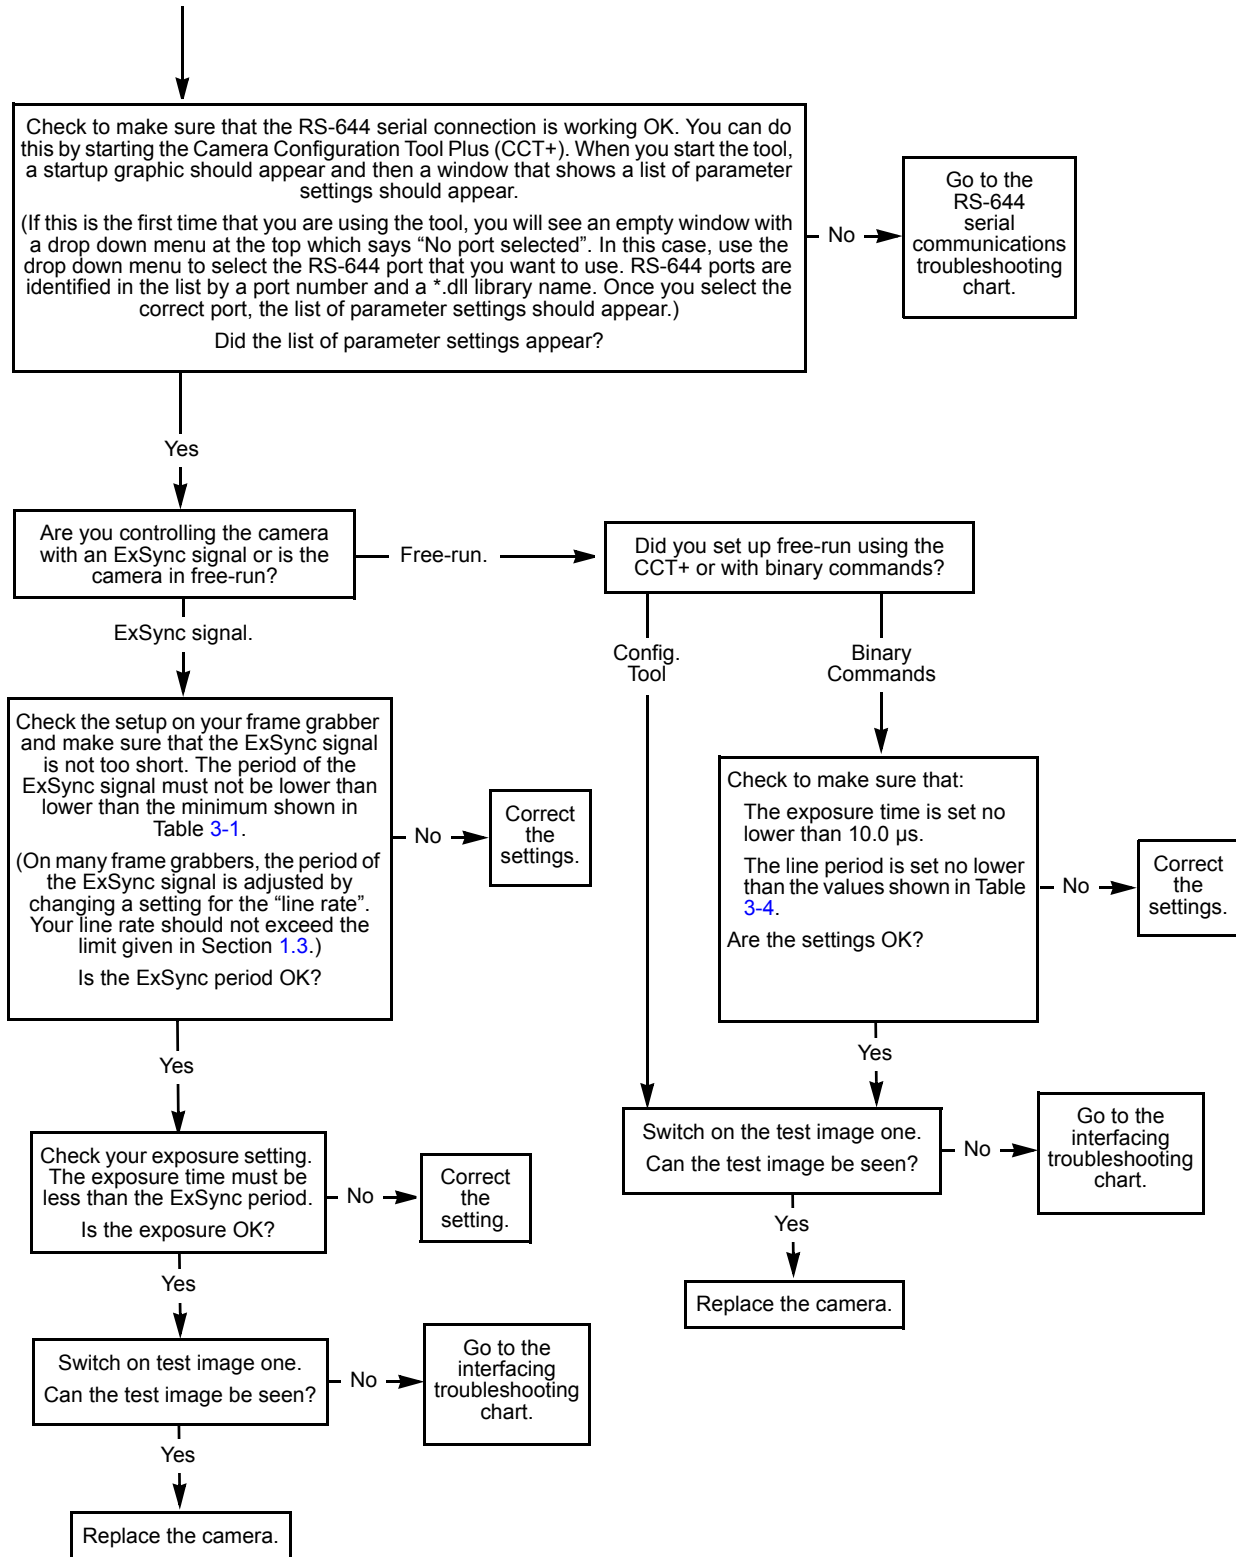 Check to make sure that the RS-644 serial connection is working OK. You can do
this by starting the Camera Configuration Tool Plus (CCT+). When you start the tool,
a startup graphic should appear and then a window that shows a list of parameter
settings should appear.
(If this is the first time that you are using the tool, you will see an empty window with
a drop down menu at the top which says “No port selected”. In this case, use the
drop down menu to select the RS-644 port that you want to use. RS-644 ports are
identified in the list by a port number and a *.dll library name. Once you select the
correct port, the list of parameter settings should appear.)
Did the list of parameter settings appear?
No
Go to the
RS-644
serial
communications
troubleshooting
chart.
Yes
Are you controlling the camera
with an ExSync signal or is the
camera in free-run?
Free-run.
Did you set up free-run using the
CCT+ or with binary commands?
ExSync signal.
Config.
Tool
Binary
Commands
Check the setup on your frame grabber
and make sure that the ExSync signal
is not too short. The period of the
ExSync signal must not be lower than
lower than the minimum shown in
Table 3-1.
(On many frame grabbers, the period of
the ExSync signal is adjusted by
changing a setting for the “line rate”.
Your line rate should not exceed the
limit given in Section 1.3.)
Is the ExSync period OK?
No
Correct
the
settings.
Check to make sure that:
The exposure time is set no
lower than 10.0 µs.
The line period is set no lower
than the values shown in Table
3-4.
Are the settings OK?
No
Correct
the
settings.
Yes
Yes
Check your exposure setting.
The exposure time must be
less than the ExSync period.
Is the exposure OK?
No
Correct
the
setting.
Switch on the test image one.
Can the test image be seen?
No
Go to the
interfacing
troubleshooting
chart.
Yes
Replace the camera.
Yes
Switch on test image one.
Can the test image be seen?
No
Go to the
interfacing
troubleshooting
chart.
Yes
Replace the camera.